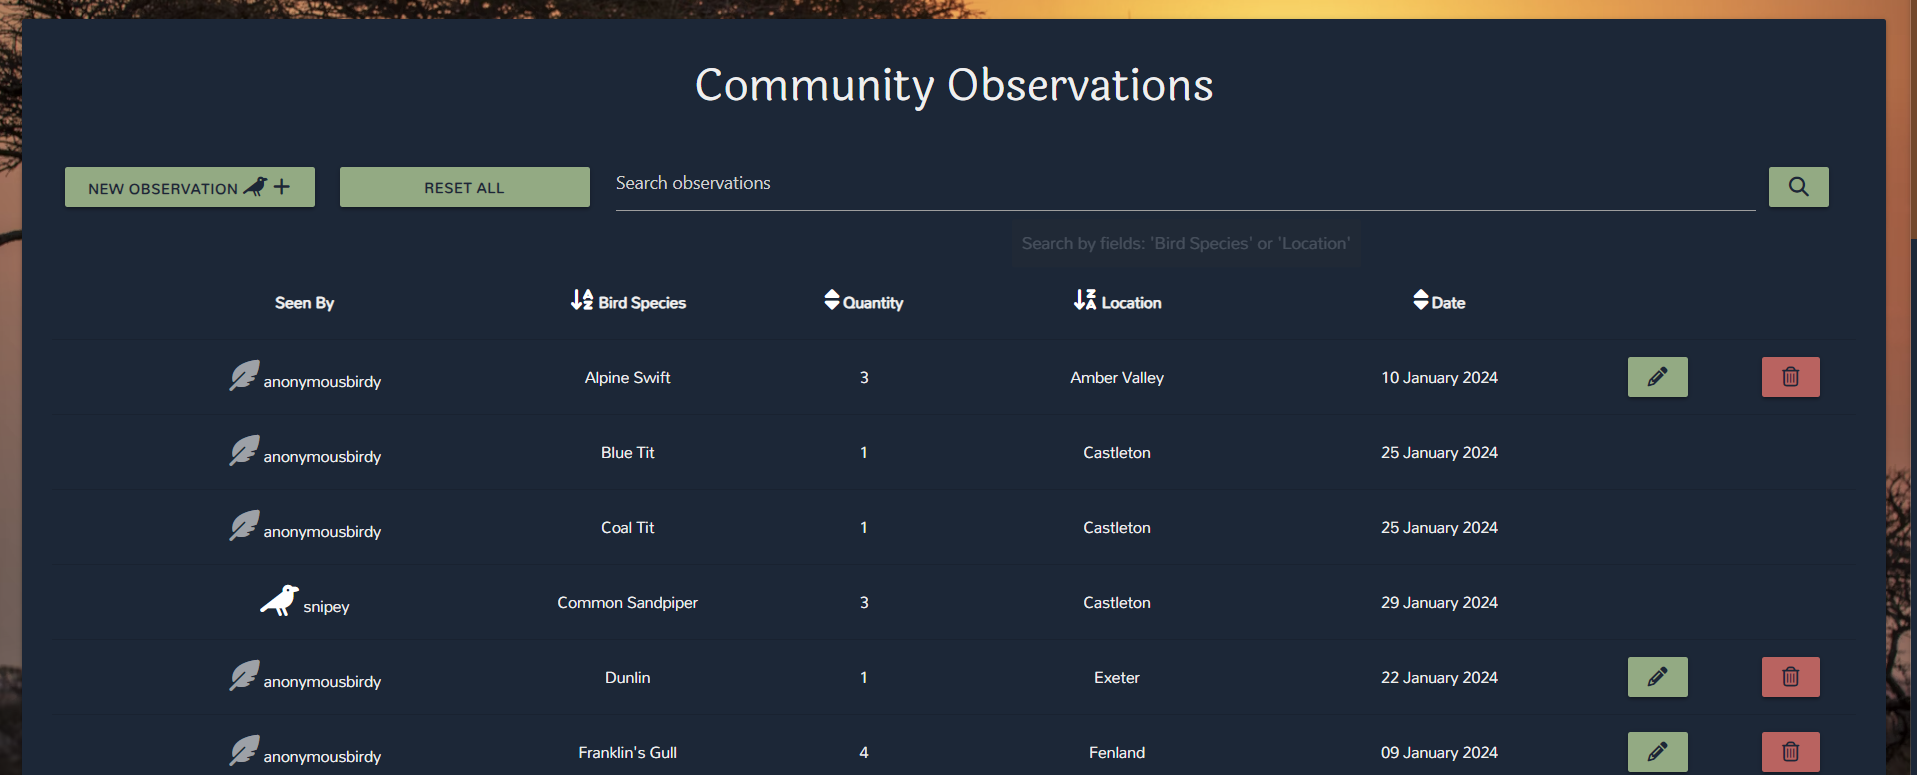 Community Observations
NEW OBSERVATION
RESET ALL
Search observations
Search by fields: 'Bird Species' or 'Location'
Seen By Bird Species Quantity Location Date
anonymousbirdy Alpine Swift 3 Amber Valley 10 January 2024
anonymousbirdy Blue Tit 1 Castleton 25 January 2024
anonymousbirdy Coal Tit 1 Castleton 25 January 2024
snipey Common Sandpiper 3 Castleton 29 January 2024
anonymousbirdy Dunlin 1 Exeter 22 January 2024
anonymousbirdy Franklin's Gull 4 Fenland 09 January 2024